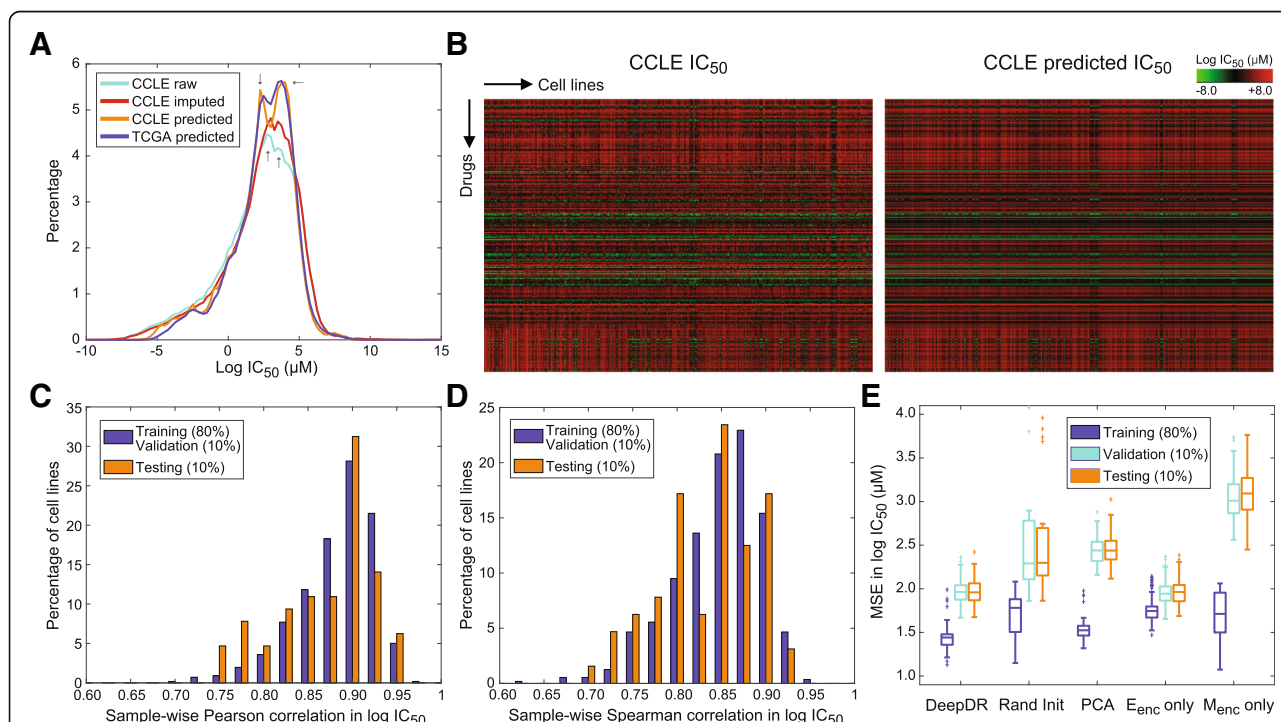 A
CCLE raw
CCLE imputed
CCLE predicted
TCGA predicted
Percentage
6
5
4
3
2
1
0
-10 -5 0 5 10 15
Log IC50 (µM)
B
CCLE IC50
CCLE predicted IC50
Log IC50 (µM)
-8.0 +8.0
Cell lines
Drugs
C
Training (80%)
Validation (10%)
Testing (10%)
Percentage of cell lines
35
30
25
20
15
10
5
0
0.60 0.65 0.70 0.75 0.80 0.85 0.90 0.95 1
Sample-wise Pearson correlation in log IC50
D
Training (80%)
Validation (10%)
Testing (10%)
Percentage of cell lines
25
20
15
10
5
0
0.60 0.65 0.70 0.75 0.80 0.85 0.90 0.95 1
Sample-wise Spearman correlation in log IC50
E
Training (80%)
Validation (10%)
Testing (10%)
MSE in log IC50 (µM)
4.0
3.5
3.0
2.5
2.0
1.5
1.0
DeepDR Rand Init PCA Eenc only Menc only